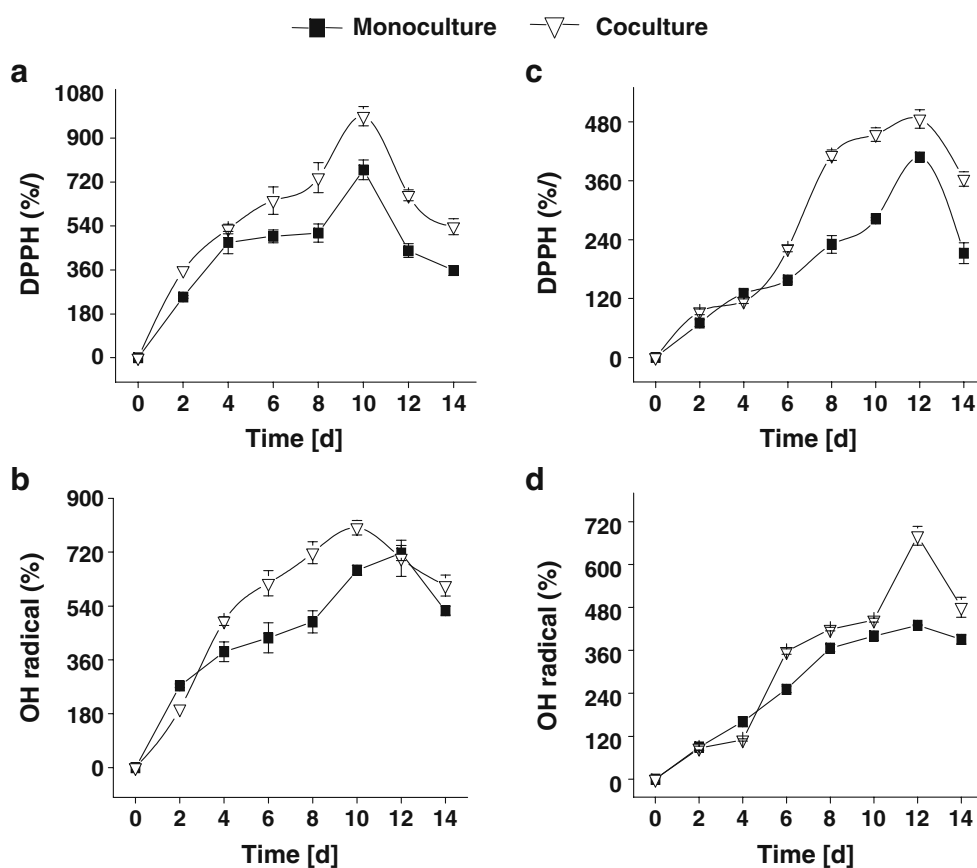 Monoculture Coculture
a
1080
900
720
540
360
180
0
DPPH (%/)
0 2 4 6 8 10 12 14
Time [d]
c
480
360
240
120
0
DPPH (%/)
0 2 4 6 8 10 12 14
Time [d]
b
900
720
540
360
180
0
OH radical (%)
0 2 4 6 8 10 12 14
Time [d]
d
720
600
480
360
240
120
0
OH radical (%)
0 2 4 6 8 10 12 14
Time [d]